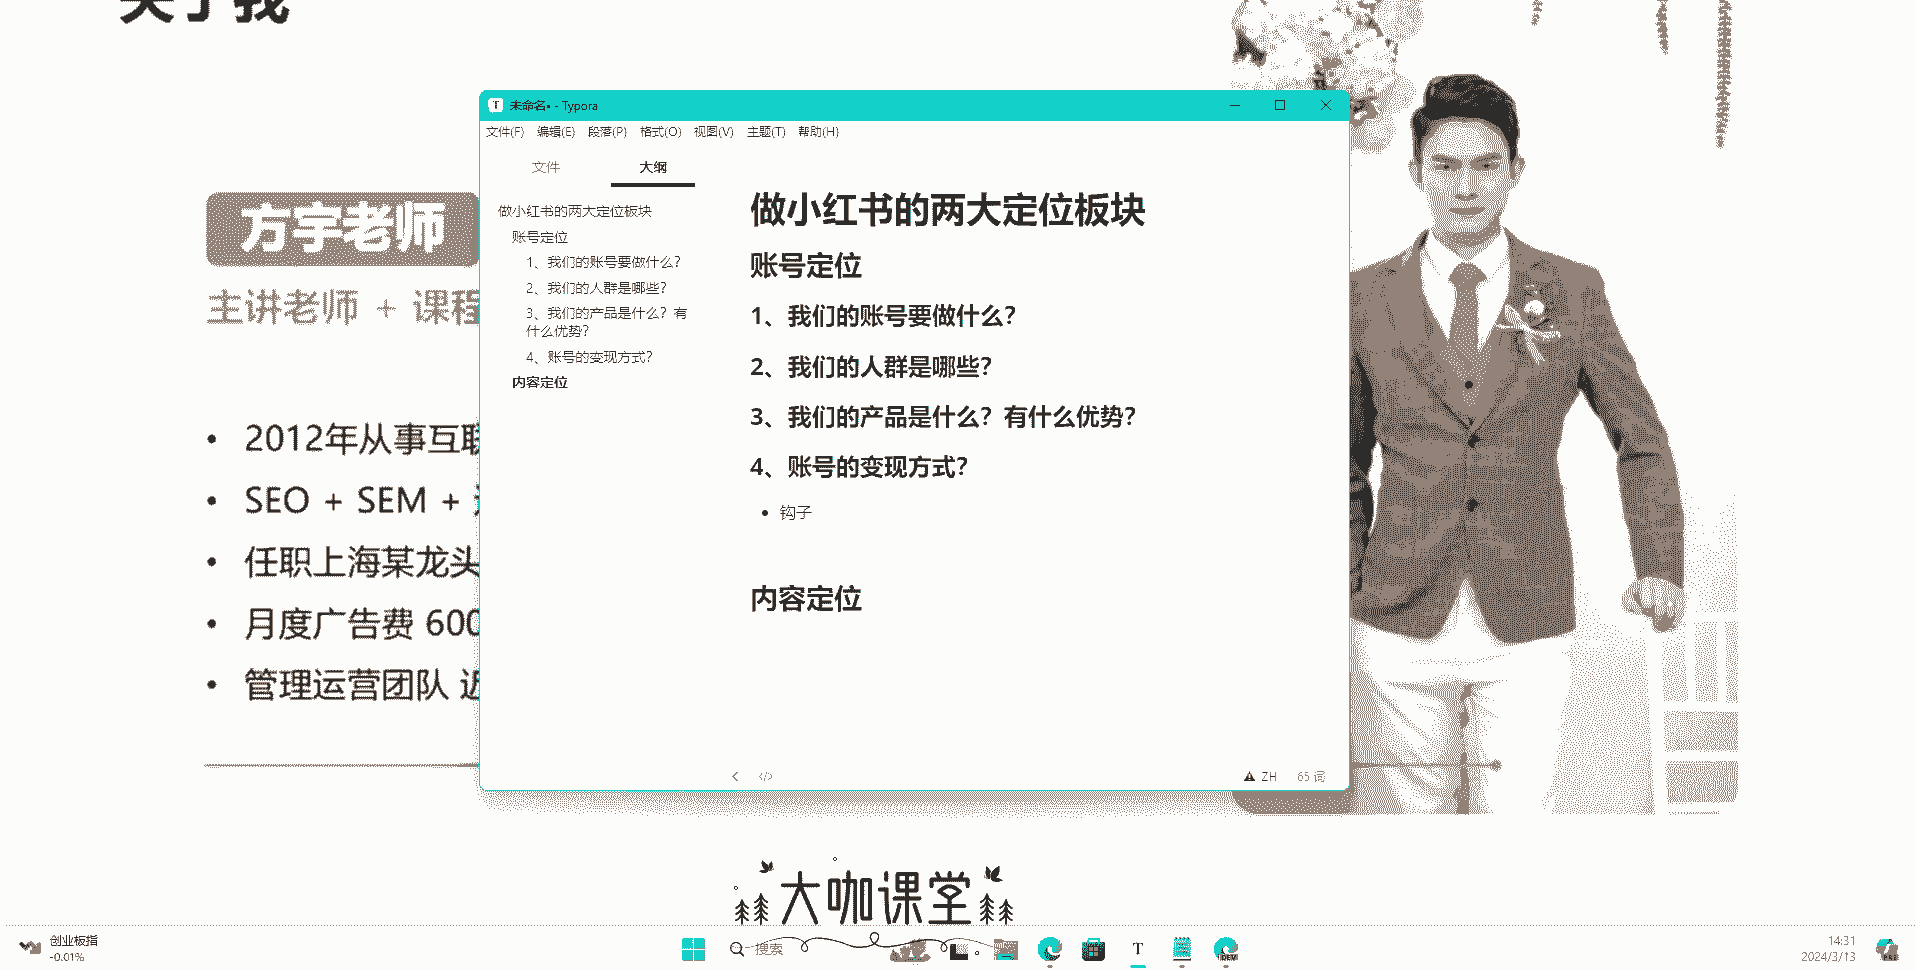 关于我
未命名• - Typora
文件(F) 编辑(E) 段落(P) 格式(O) 视图(V) 主题(T) 帮助(H)
文件 大纲
做小红书的两大定位板块
账号定位
1、我们的账号要做什么？
2、我们的人群是哪些？
3、我们的产品是什么？有
什么优势？
4、账号的变现方式？
内容定位
做小红书的两大定位板块
账号定位
1、我们的账号要做什么？
2、我们的人群是哪些？
3、我们的产品是什么？有什么优势？
4、账号的变现方式？
钩子
内容定位
ZH 65 词
方宇老师
主讲老师 + 课程
• 2012年从事互联
• SEO + SEM +
• 任职上海某龙头
• 月度广告费 600
• 管理运营团队 近
大咖课堂
创业板指
-0.01%
搜索
14:31
2024/3/13